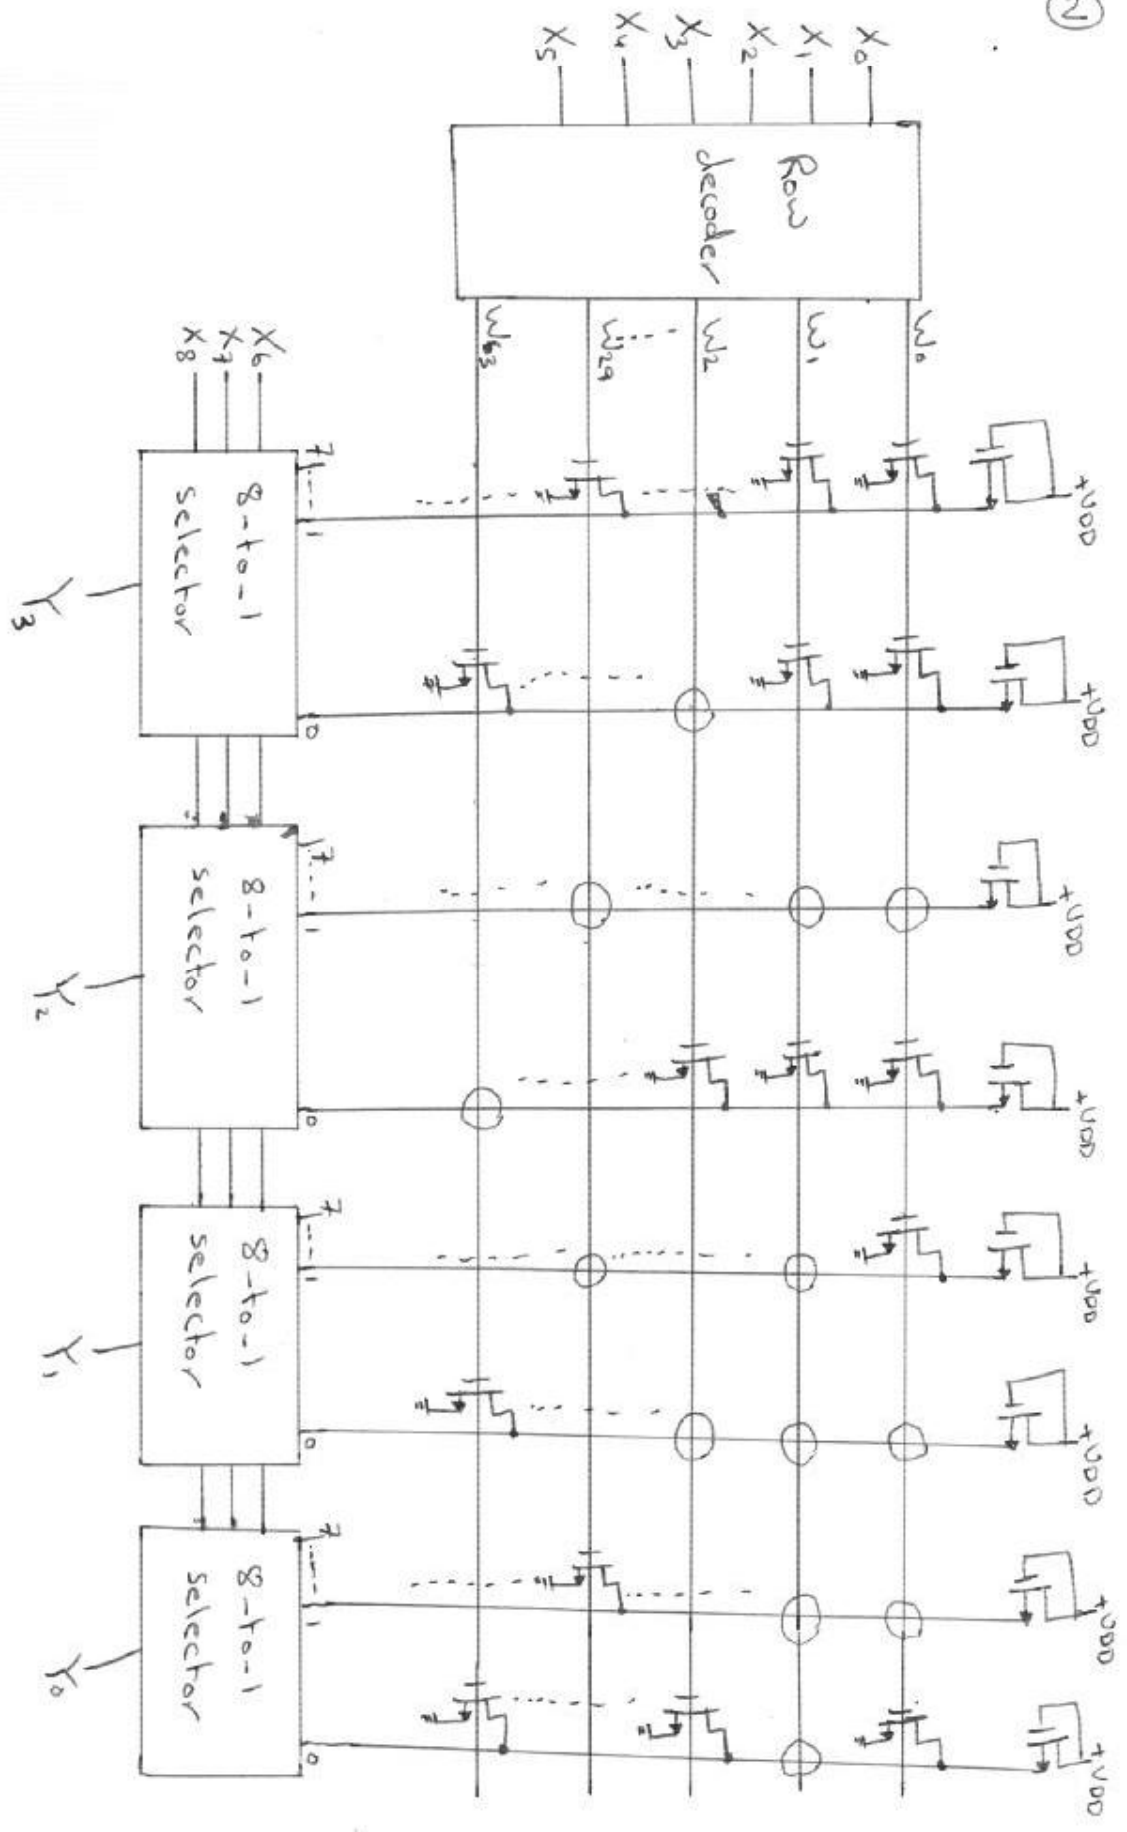 2
+VDD +VDD +VDD +VDD +VDD +VDD +VDD +VDD
X0 W0
X1 W1
X2
Row
decoder
X3 W2
X4 W29
X5 W63
7 1 0 7 1 0 7 1 0 7 1 0
X6
X7
X8
8-to-1
selector
8-to-1
selector
8-to-1
selector
8-to-1
selector
Y3 Y2 Y1 Y0